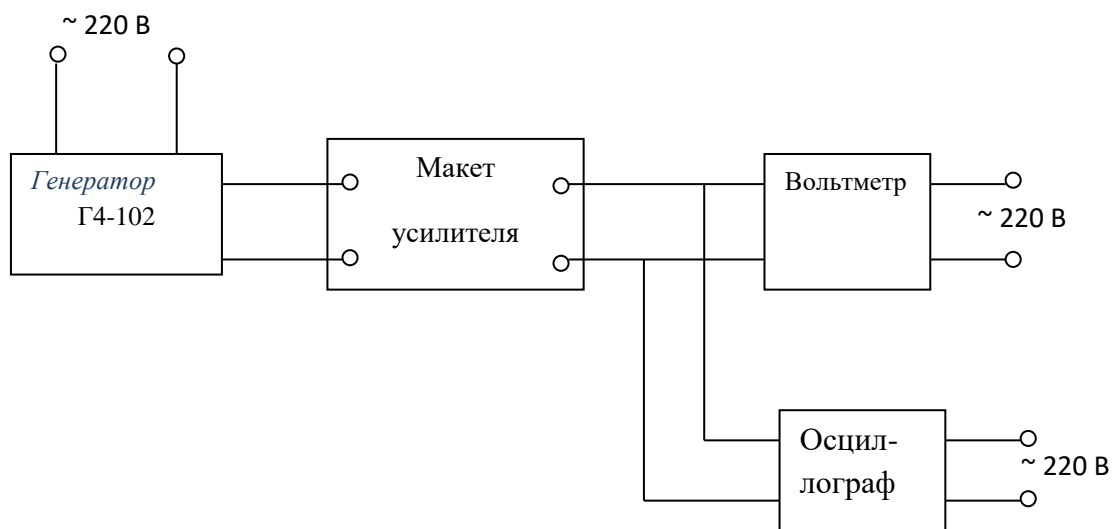 ~ 220 В
Генератор
Г4-102
Макет
усилителя
Вольтметр
~ 220 В
Осцил-
лограф
~ 220 В